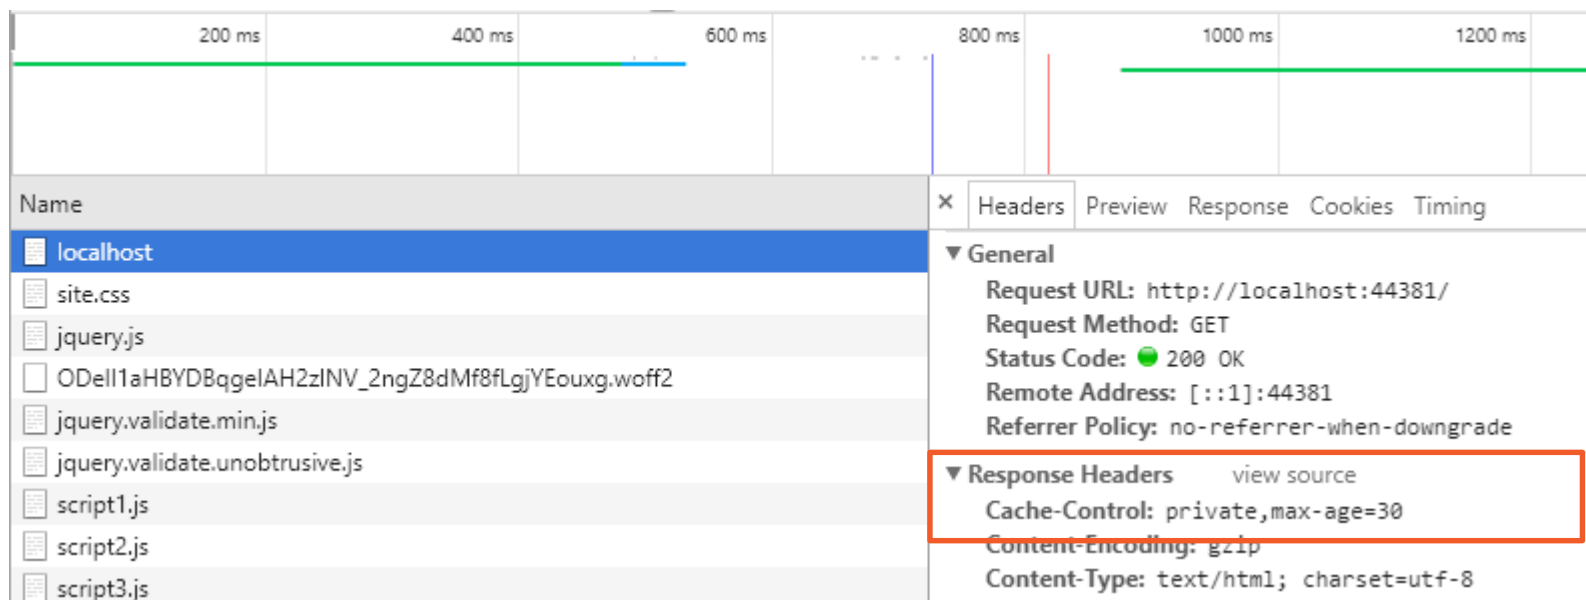 200 ms
400 ms
600 ms
800 ms
1000 ms
1200 ms
Name
localhost
site.css
jquery.js
ODelI1aHBYDBqgeIAH2zlNV_2ngZ8dMf8fLgjYEouxg.woff2
jquery.validate.min.js
jquery.validate.unobtrusive.js
script1.js
script2.js
script3.js
× Headers Preview Response Cookies Timing
General
Request URL: http://localhost:44381/
Request Method: GET
Status Code: 200 OK
Remote Address: [::1]:44381
Referrer Policy: no-referrer-when-downgrade
Response Headers view source
Cache-Control: private,max-age=30
Content-Encoding: gzip
Content-Type: text/html; charset=utf-8